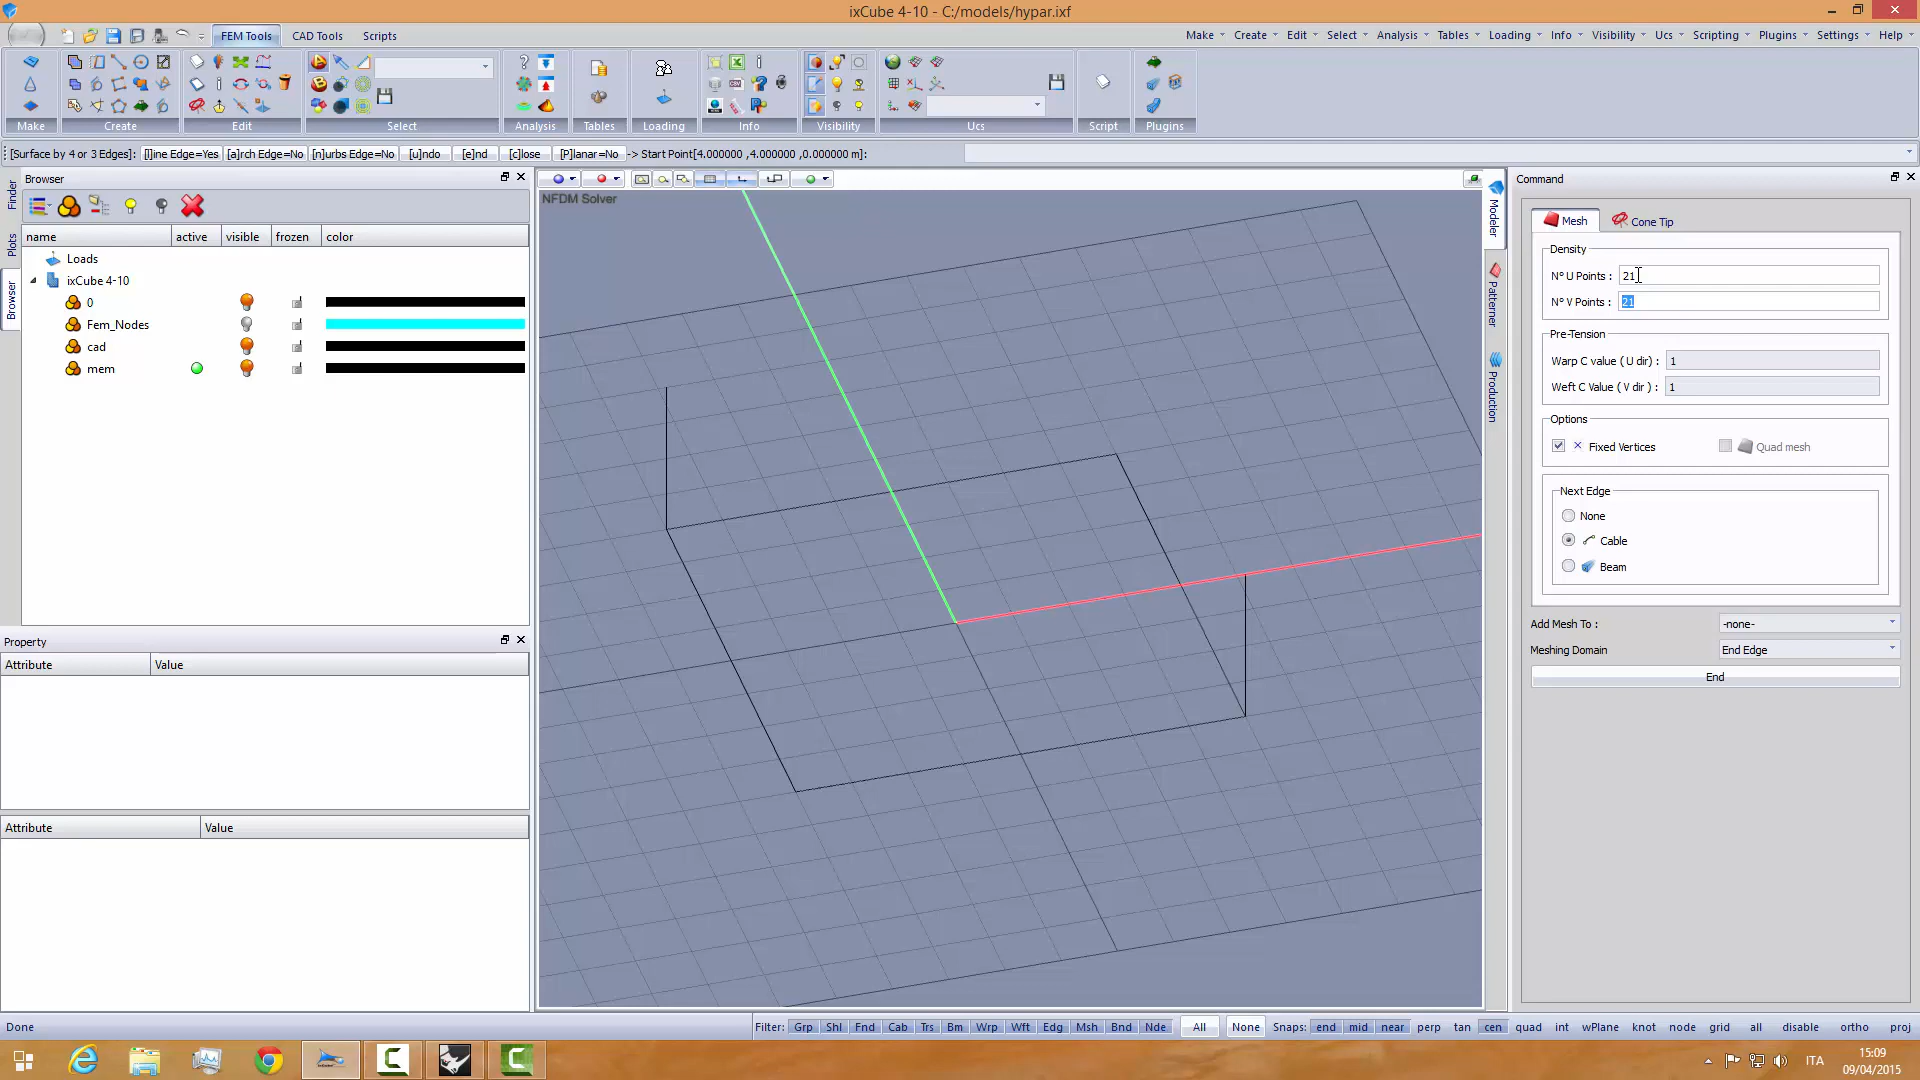 ixCube 4-10 - C:/models/hypar.ixf
FEM Tools CAD Tools Scripts
Make Create Edit Select Analysis Tables Loading Info Visibility Ucs Scripting Plugins Settings Help
Make Create Edit Select Analysis Tables Loading Info Visibility Ucs Script Plugins
[Surface by 4 or 3 Edges]: [l]ine Edge=Yes [a]rch Edge=No [n]urbs Edge=No [u]ndo [e]nd [c]lose [P]lanar=No -> Start Point[4.000000 ,4.000000 ,0.000000 m]:
Finder
Plots
Browser
Browser
name active visible frozen color
Loads
ixCube 4-10
0
Fem_Nodes
cad
mem
Property
Attribute Value
Attribute Value
NFDM Solver
Modeler
Patterner
Production
Command
Mesh Cone Tip
Density
N° U Points : 21
N° V Points : 21
Pre-Tension
Warp C value ( U dir) : 1
Weft C Value ( V dir ) : 1
Options
Fixed Vertices Quad mesh
Next Edge
None
Cable
Beam
Add Mesh To : -none-
Meshing Domain End Edge
End
Done Filter: Grp Shl Fnd Cab Trs Bm Wrp Wft Edg Msh Bnd Nde All None Snaps: end mid near perp tan cen quad int wPlane knot node grid all disable ortho proj
ITA
15:09
09/04/2015